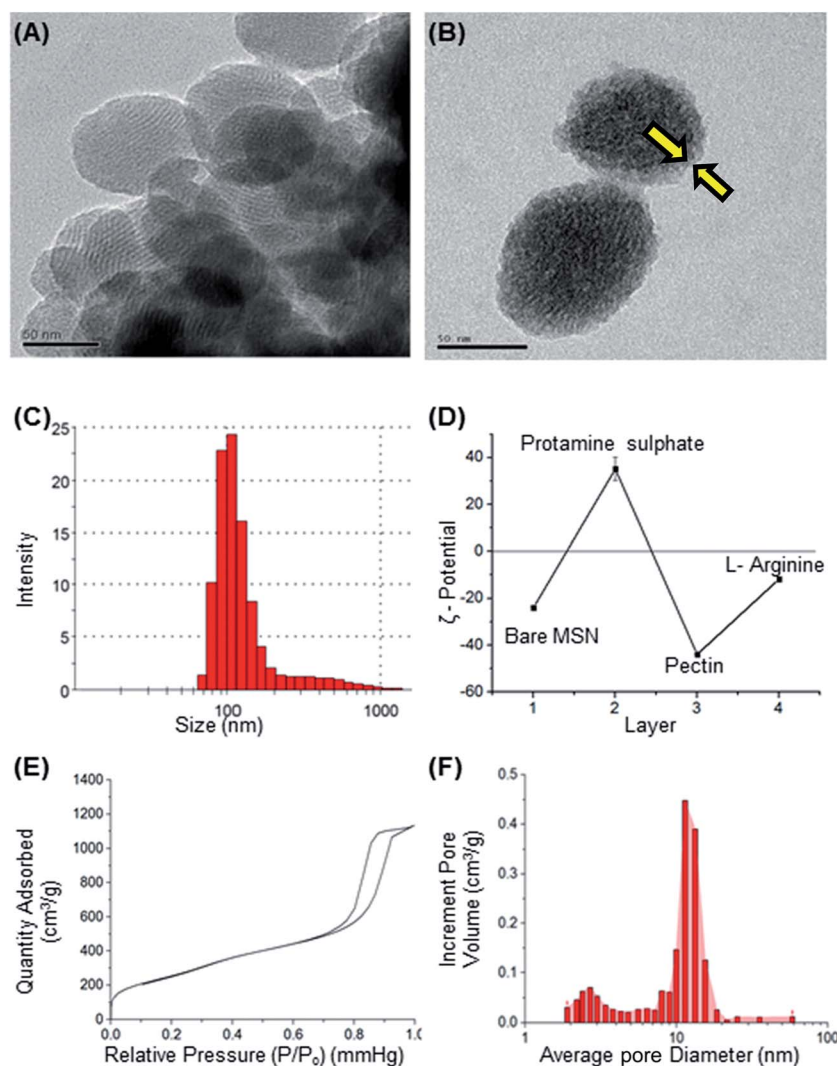 (A)
50 nm
(B)
50 nm
(C)
25
20
15
10
5
0
Intensity
100
1000
Size (nm)
(D)
Protamine sulphate
40
20
0
-20
-40
-60
ζ- Potential
Bare MSN
Pectin
L- Arginine
1
2
3
4
Layer
(E)
1400
1200
1000
800
600
400
200
0
Quantity Adsorbed
(cm³/g)
0.0
0.2
0.4
0.6
0.8
1.0
Relative Pressure (P/P₀) (mmHg)
(F)
0.5
0.4
0.3
0.2
0.1
0.0
Increment Pore
Volume (cm³/g)
1
10
100
Average pore Diameter (nm)